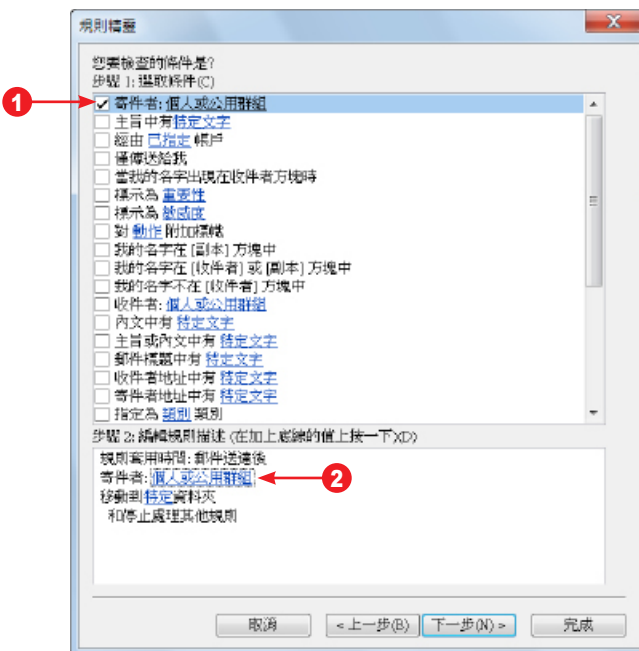 規則精靈
您要檢查的條件是?
步驟 1: 選取條件(C)
1
寄件者: 個人或公用群組
主旨中有特定文字
經由 已指定 帳戶
僅傳送給我
當我的名字出現在收件者方塊時
標示為 重要性
標示為 敏感度
對 動作 附加標幟
我的名字在 [副本] 方塊中
我的名字在 [收件者] 或 [副本] 方塊中
我的名字不在 [收件者] 方塊中
收件者: 個人或公用群組
內文中有 特定文字
主旨或內文中有 特定文字
郵件標題中有 特定文字
收件者地址中有 特定文字
寄件者地址中有 特定文字
指定為 類別 類別
步驟 2: 編輯規則描述 (在加上底線的值上按一下)(D)
規則套用時間: 郵件送達後
寄件者: 個人或公用群組 2
移動到特定資料夾
和停止處理其他規則
取消 < 上一步(B) 下一步(N) > 完成